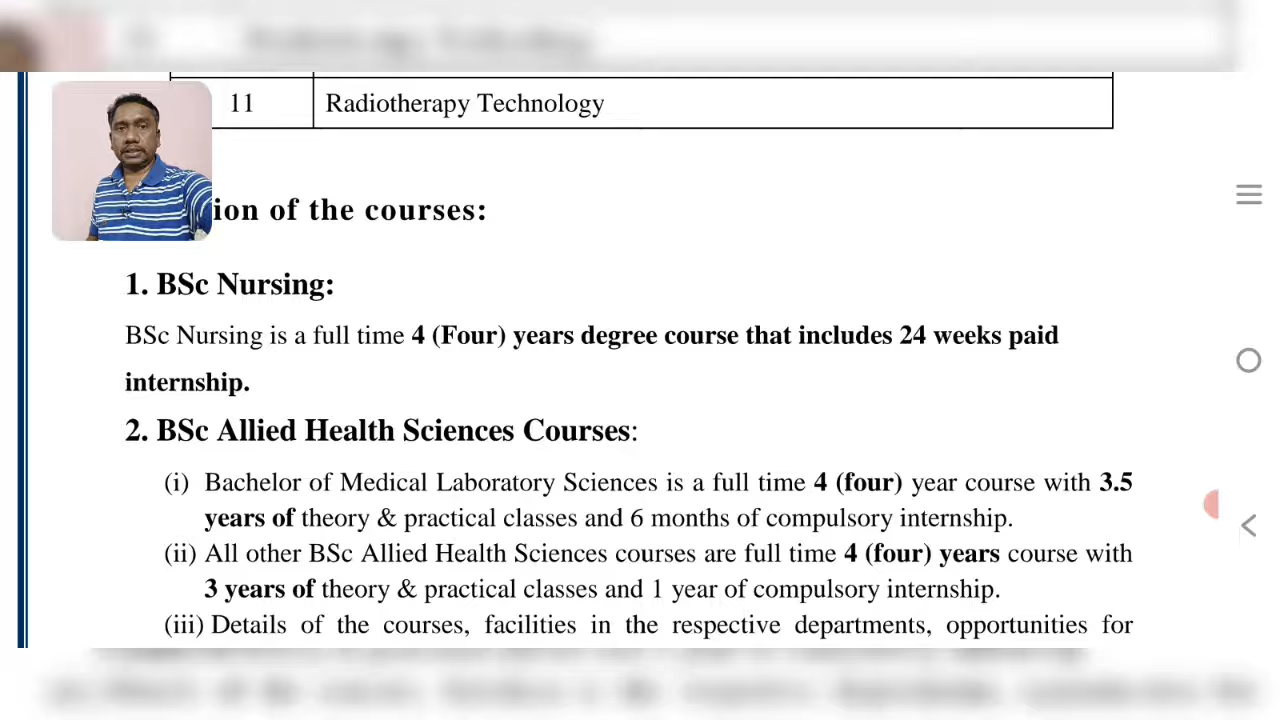 11 Radiotherapy Technology
ion of the courses:
1. BSc Nursing:
BSc Nursing is a full time 4 (Four) years degree course that includes 24 weeks paid
internship.
2. BSc Allied Health Sciences Courses:
(i) Bachelor of Medical Laboratory Sciences is a full time 4 (four) year course with 3.5
years of theory & practical classes and 6 months of compulsory internship.
(ii) All other BSc Allied Health Sciences courses are full time 4 (four) years course with
3 years of theory & practical classes and 1 year of compulsory internship.
(iii) Details of the courses, facilities in the respective departments, opportunities for